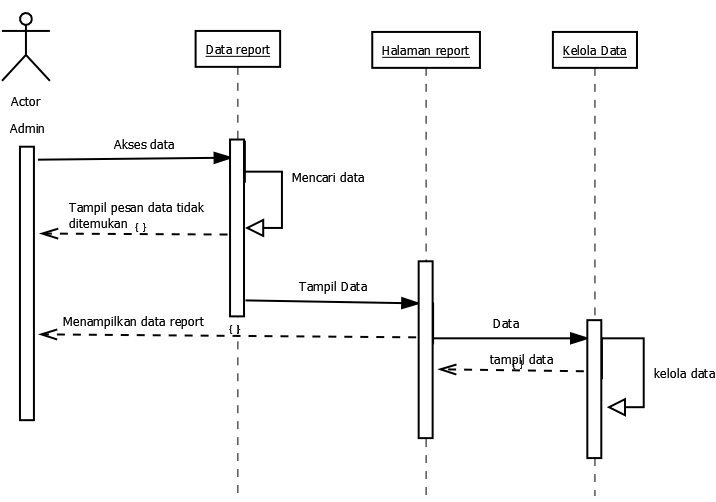 Data report
Halaman report
Kelola Data
Actor
Admin
Akses data
Mencari data
Tampil pesan data tidak
ditemukan { }
Tampil Data
Menampilkan data report
{ }
Data
tampil data
{ }
kelola data